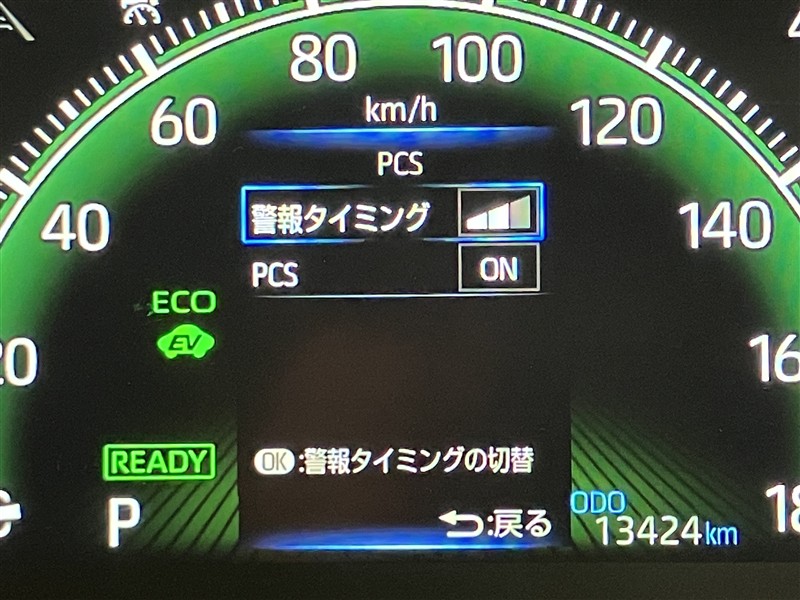 80 100
km/h
60 120
PCS
40 警報タイミング 140
PCS ON
ECO
EV
20 16
READY OK:警報タイミングの切替
P :戻る ODO 18
13424km